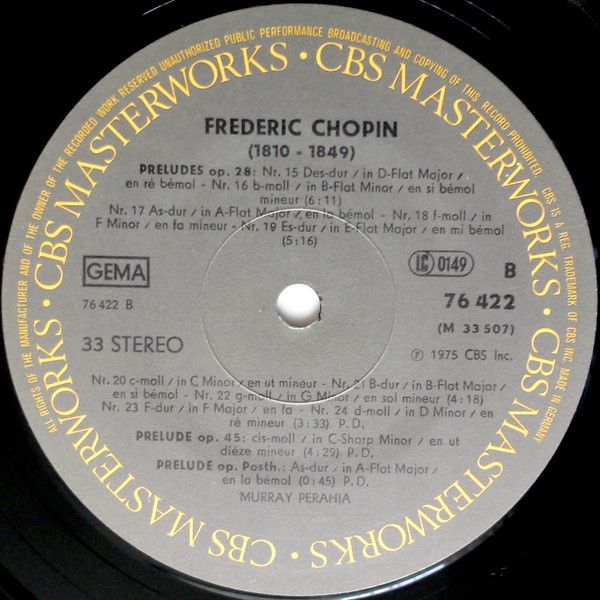 ALL RIGHTS OF THE MANUFACTURER AND OF THE OWNER OF THE RECORDED WORK RESERVED UNAUTHORIZED PUBLIC PERFORMANCE BROADCASTING AND COPYING OF THIS RECORD PROHIBITED. CBS IS A REG. TRADEMARK OF CBS INC. MADE IN GERMANY
CBS MASTERWORKS · CBS MASTERWORKS · CBS MASTERWORKS · CBS MASTERWORKS ·
FREDERIC CHOPIN
(1810 - 1849)
PRELUDES op. 28: Nr. 15 Des-dur / in D-Flat Major /
en ré bémol - Nr. 16 b-moll / in B-Flat Minor / en si bémol
mineur (6:11)
Nr. 17 As-dur / in A-Flat Major / en la bémol - Nr. 18 f-moll / in
F Minor / en fa mineur - Nr. 19 Es-dur / in E-Flat Major / en mi bémol
(5:16)
GEMA
LC 0149
B
76 422 B
76 422
(M 33 507)
33 STEREO
℗ 1975 CBS Inc.
Nr. 20 c-moll / in C Minor / en ut mineur - Nr. 21 B-dur / in B-Flat Major /
en si bémol - Nr. 22 g-moll / in G Minor / en sol mineur (4:18)
Nr. 23 F-dur / in F Major / en fa - Nr. 24 d-moll / in D Minor /
en ré mineur (3:33) P. D.
PRELUDE op. 45: cis-moll / in C-Sharp Minor / en ut
dièze mineur (4:29) P. D.
PRELUDE op. Posth.: As-dur / in A-Flat Major /
en la bémol (0:45) P. D.
MURRAY PERAHIA